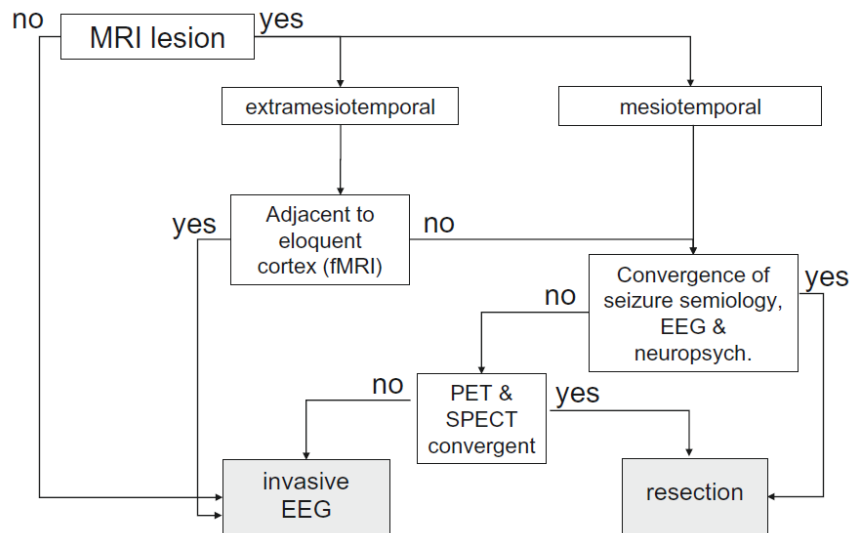 no
MRI lesion
yes
extramesiotemporal
mesiotemporal
yes
Adjacent to
eloquent
cortex (fMRI)
no
Convergence of
seizure semiology,
EEG &
neuropsych.
yes
no
no
PET &
SPECT
convergent
yes
invasive
EEG
resection